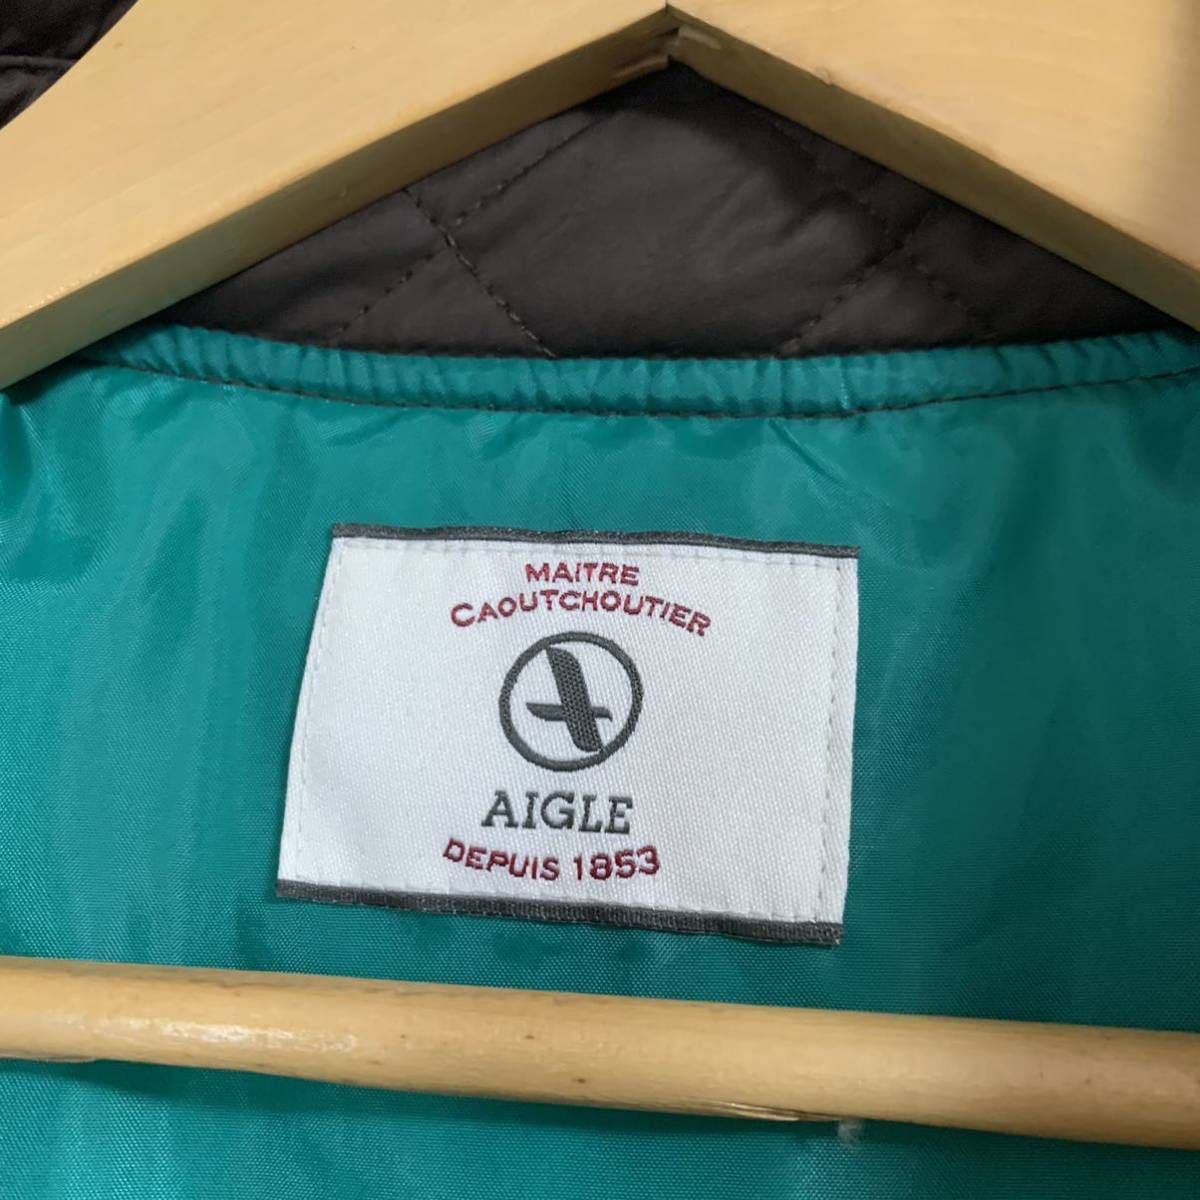 MAITRE
CAOUTCHOUTIER
AIGLE
DEPUIS 1853